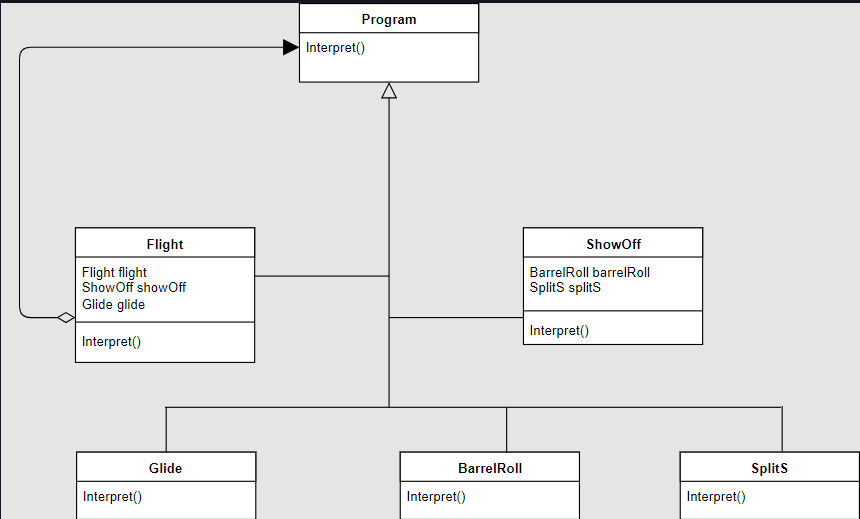 Program
Interpret()
Flight
Flight flight
ShowOff showOff
Glide glide
Interpret()
ShowOff
BarrelRoll barrelRoll
SplitS splitS
Interpret()
Glide
Interpret()
BarrelRoll
Interpret()
SplitS
Interpret()